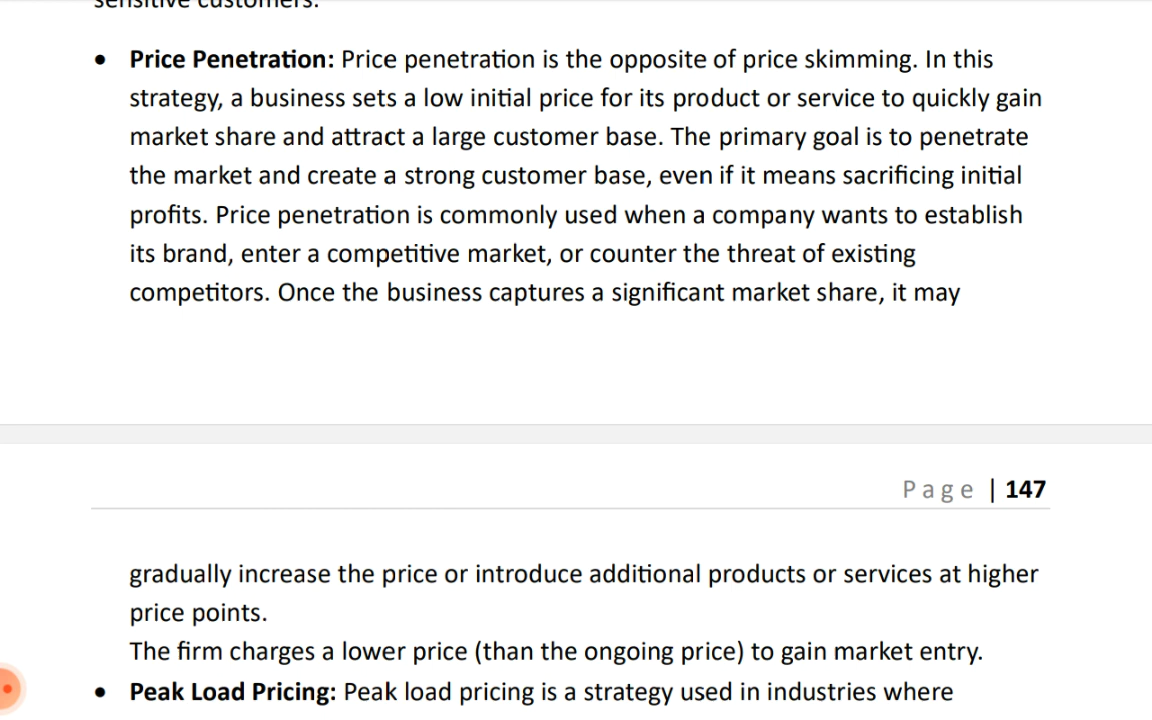 sensitive customers.
• Price Penetration: Price penetration is the opposite of price skimming. In this
strategy, a business sets a low initial price for its product or service to quickly gain
market share and attract a large customer base. The primary goal is to penetrate
the market and create a strong customer base, even if it means sacrificing initial
profits. Price penetration is commonly used when a company wants to establish
its brand, enter a competitive market, or counter the threat of existing
competitors. Once the business captures a significant market share, it may
Page | 147
gradually increase the price or introduce additional products or services at higher
price points.
The firm charges a lower price (than the ongoing price) to gain market entry.
• Peak Load Pricing: Peak load pricing is a strategy used in industries where